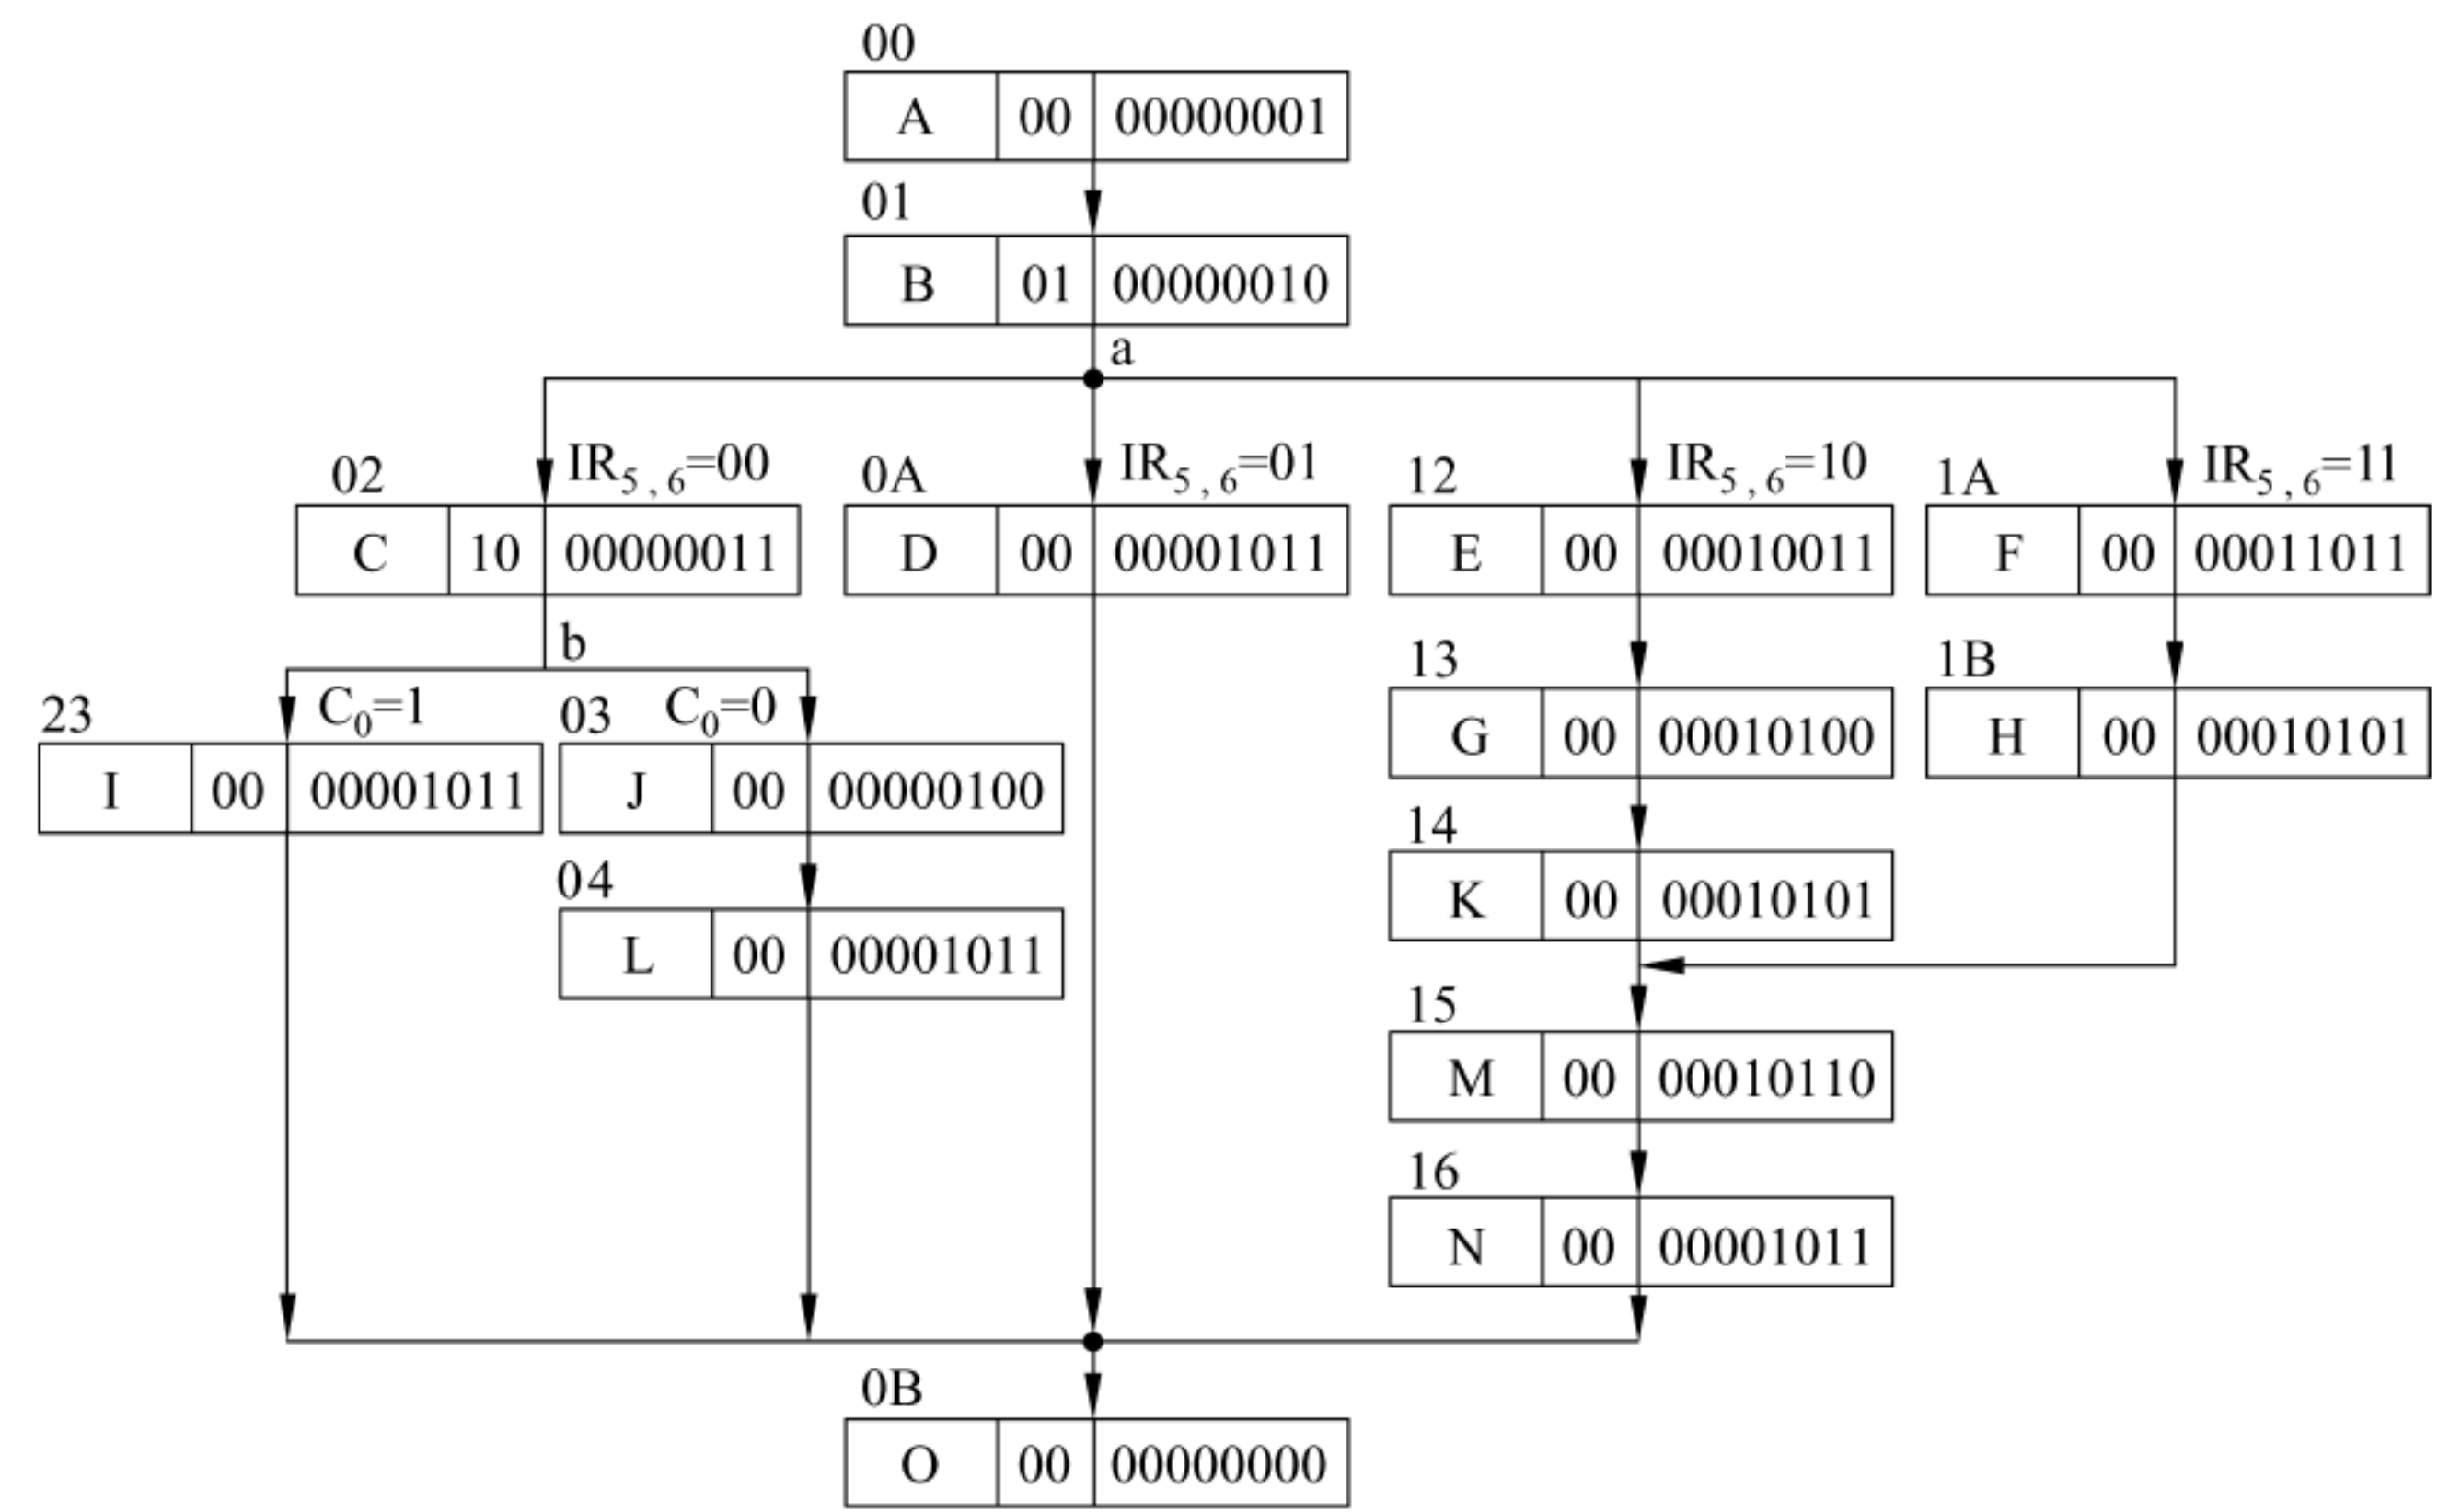 00
A 00 00000001
01
B 01 00000010
a
02 IR5,6=00 0A IR5,6=01 12 IR5,6=10 1A IR5,6=11
C 10 00000011 D 00 00001011 E 00 00010011 F 00 00011011
b
13 1B
23 C0=1 03 C0=0
G 00 00010100 H 00 00010101
I 00 00001011 J 00 00000100
14
04
K 00 00010101
L 00 00001011
15
M 00 00010110
16
N 00 00001011
0B
O 00 00000000